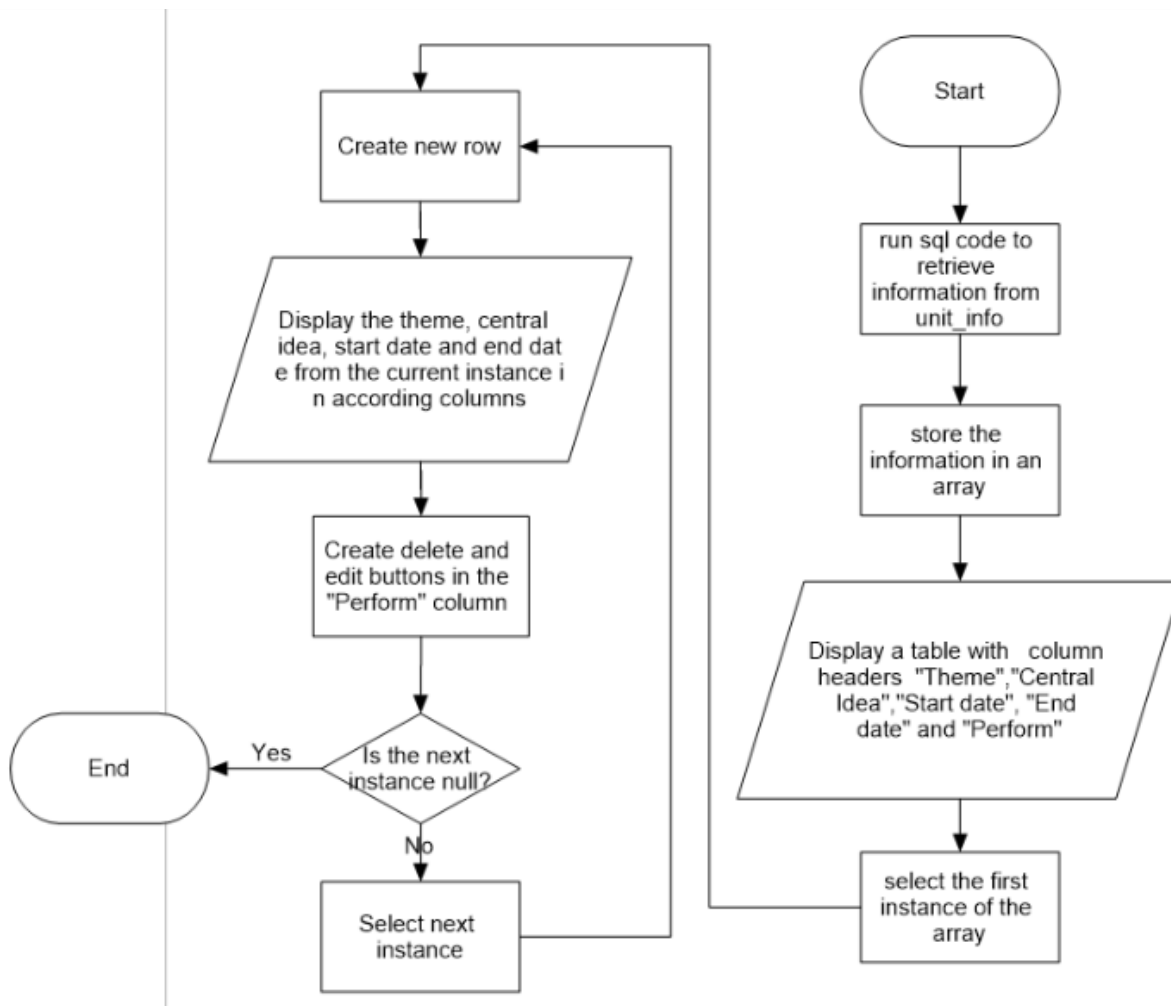 Start
run sql code to
retrieve
information from
unit_info
store the
information in an
array
Display a table with   column
headers  "Theme","Central
Idea","Start date", "End
date" and "Perform"
select the first
instance of the
array
Create new row
Display the theme, central
idea, start date and end dat
e from the current instance i
n according columns
Create delete and
edit buttons in the
"Perform" column
Is the next
instance null?
Yes
End
No
Select next
instance